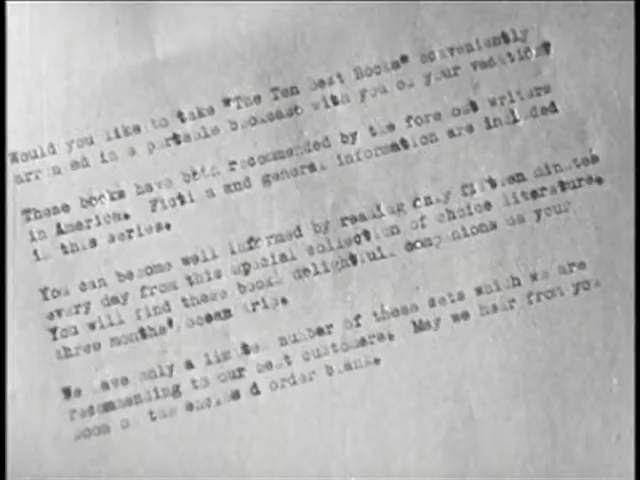 Would you like to take "The Ten Best Books" conveniently
arranged in a portable bookcase with you on your vacation?
These books have been recommended by the foremost writers
in America. Fiction and general information are included
in this series.
You can become well informed by reading only fifteen minutes
every day from this special collection of choice literature.
You will find these books delightful companions on your
three months' ocean trip.
We have only a limited number of these sets which we are
recommending to our best customers. May we hear from you
soon on the enclosed order blank.